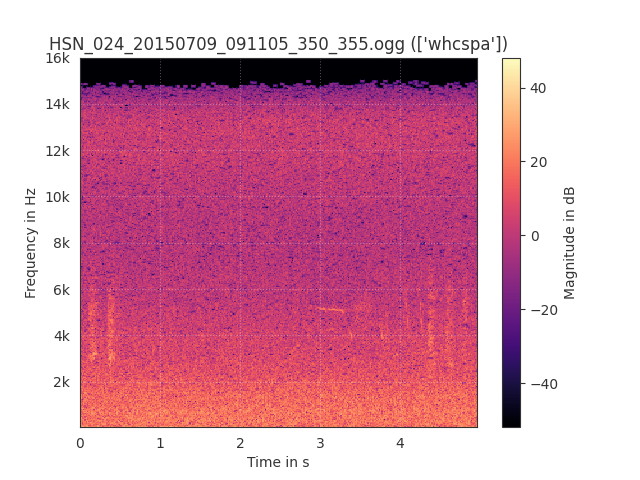 HSN_024_20150709_091105_350_355.ogg (['whcspa'])
16k
14k
12k
10k
8k
6k
4k
2k
Frequency in Hz
0 1 2 3 4
Time in s
40
20
0
−20
−40
Magnitude in dB